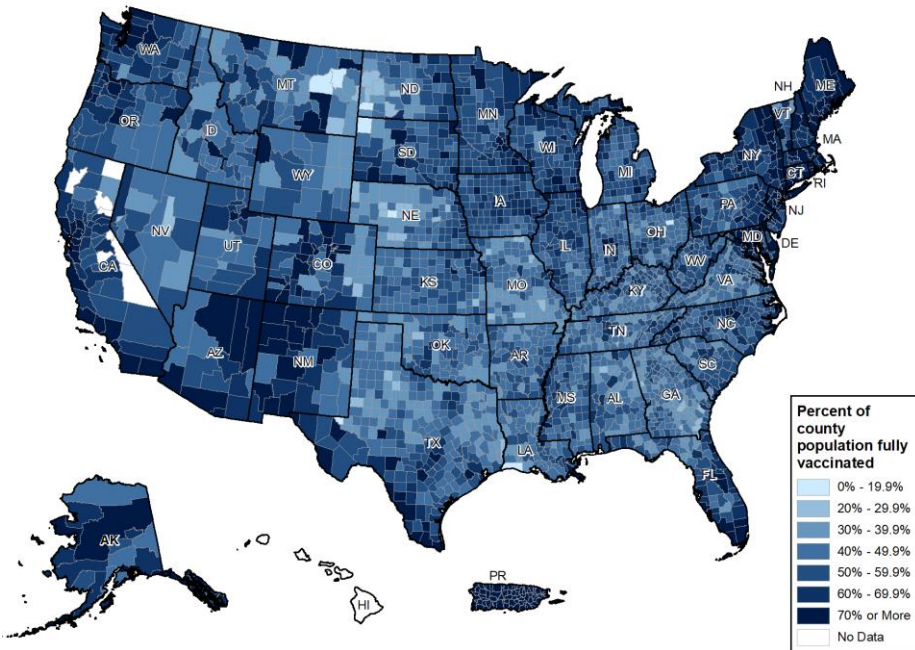 WA
MT
ND
MN
OR
ID
WY
SD
WI
MI
NH
ME
VT
MA
NY
CT
RI
NV
UT
CO
NE
IA
IL
IN
OH
PA
NJ
MD
DE
CA
KS
MO
KY
WV
VA
AZ
NM
OK
AR
TN
NC
SC
TX
LA
MS
AL
GA
FL
AK
HI
PR
Percent of
county
population fully
vaccinated
0% - 19.9%
20% - 29.9%
30% - 39.9%
40% - 49.9%
50% - 59.9%
60% - 69.9%
70% or More
No Data